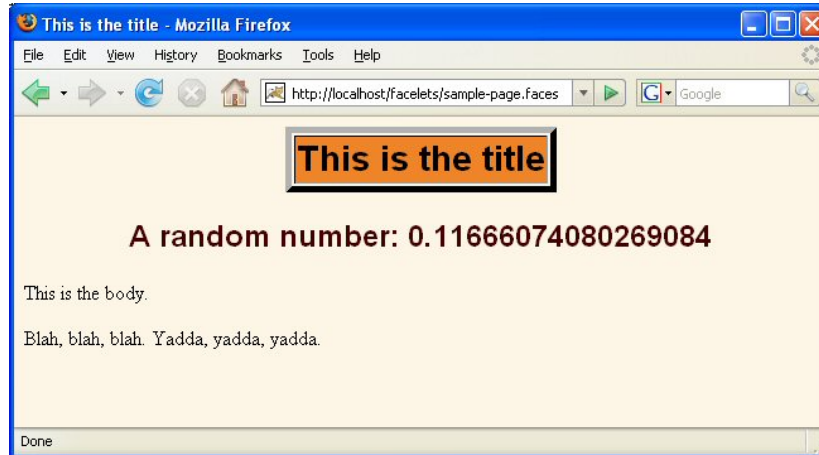 This is the title - Mozilla Firefox
File Edit View History Bookmarks Tools Help
http://localhost/facelets/sample-page.faces G Google
This is the title
A random number: 0.11666074080269084
This is the body.
Blah, blah, blah. Yadda, yadda, yadda.
Done